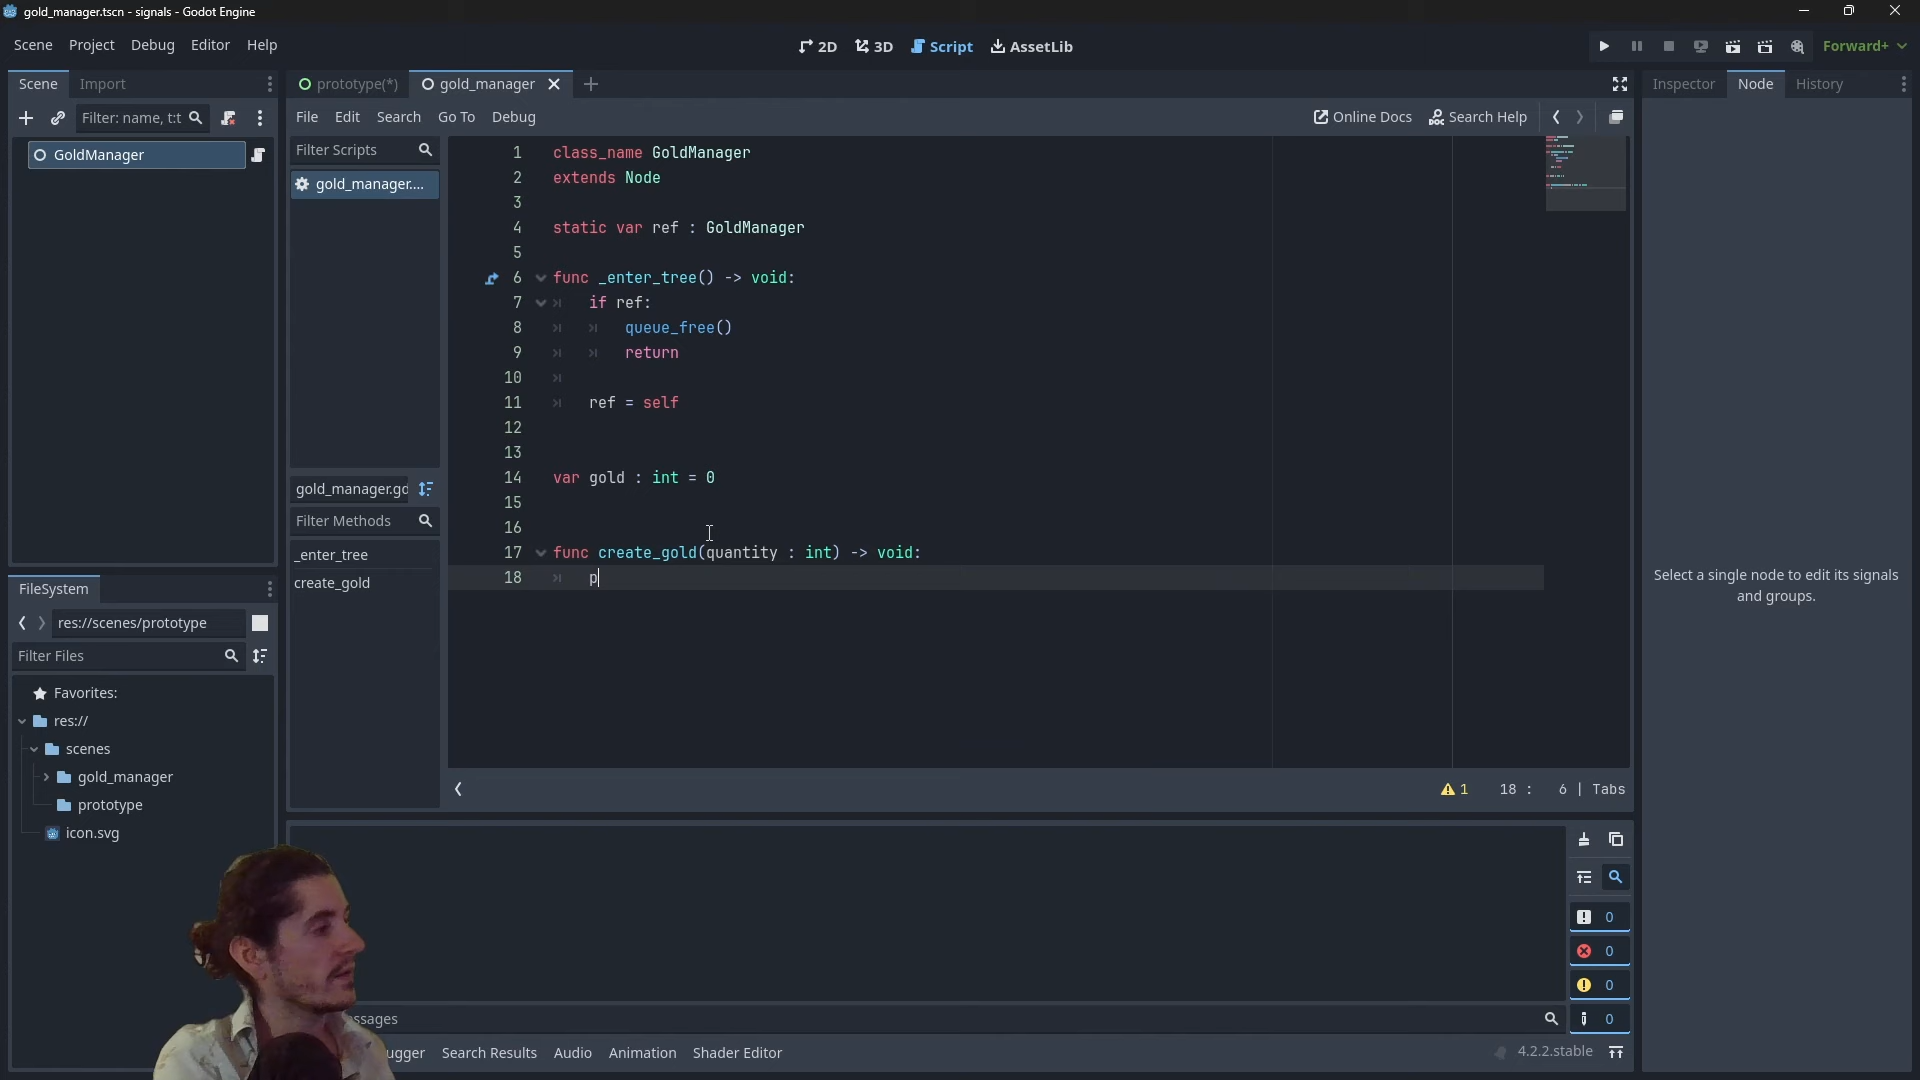 gold_manager.tscn - signals - Godot Engine
Scene Project Debug Editor Help
2D 3D Script AssetLib
Forward+
Scene Import
prototype(*) gold_manager
Inspector Node History
Filter: name, t:t
File Edit Search Go To Debug
Online Docs Search Help
GoldManager
Filter Scripts
gold_manager....
1 class_name GoldManager
2 extends Node
3
4 static var ref : GoldManager
5
6 func _enter_tree() -> void:
7 if ref:
8 queue_free()
9 return
10
11 ref = self
12
13
14 var gold : int = 0
15
16
17 func create_gold(quantity : int) -> void:
18 p
gold_manager.gd
Filter Methods
_enter_tree
create_gold
Select a single node to edit its signals
and groups.
FileSystem
res://scenes/prototype
Filter Files
Favorites:
res://
scenes
gold_manager
prototype
icon.svg
1 18 : 6 | Tabs
0
0
0
0
ssages
ugger Search Results Audio Animation Shader Editor
4.2.2.stable